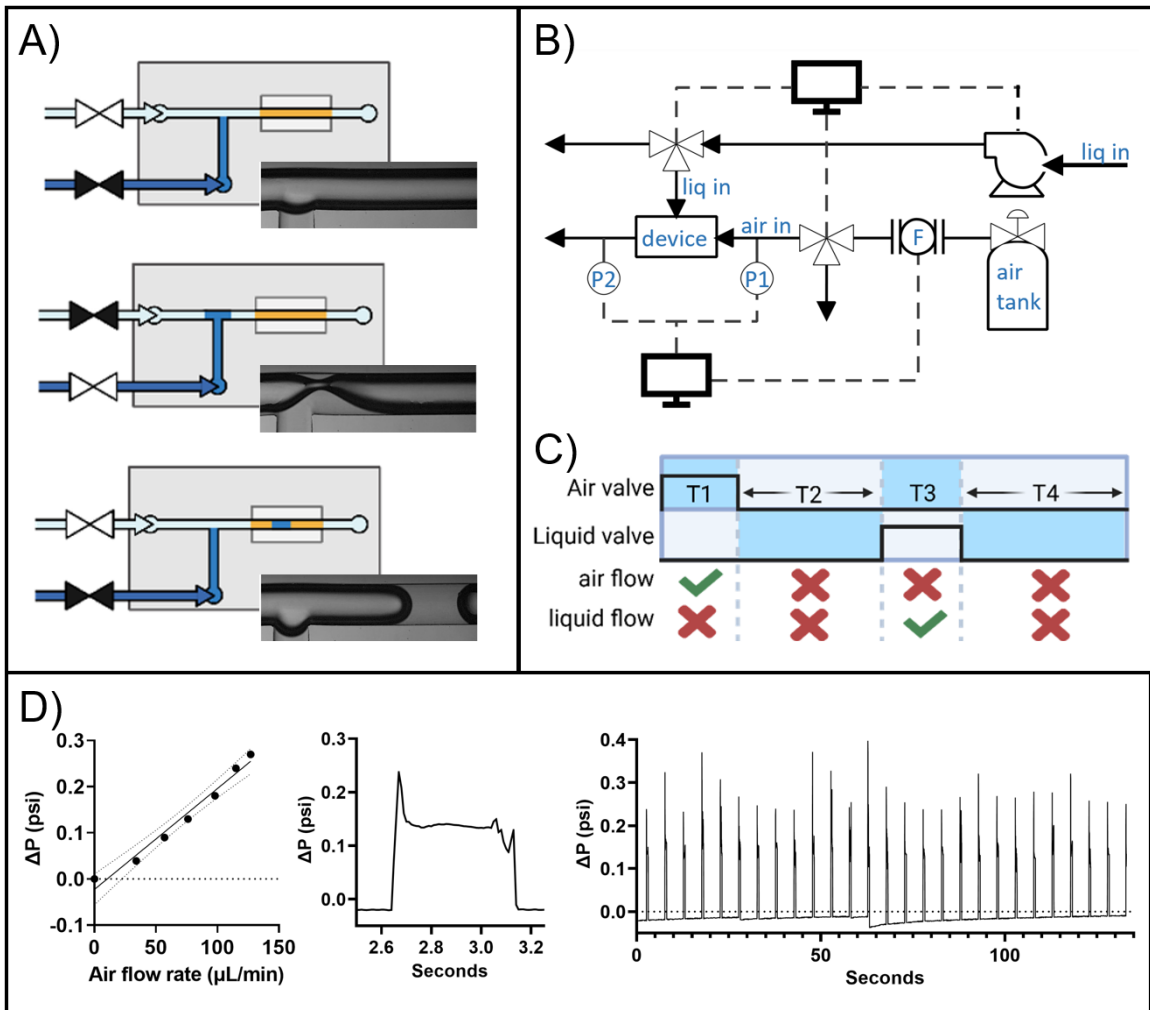 A)
B)
liq in
liq in
air in
device
F
P2
P1
air
tank
C)
Air valve
T1
T2
T3
T4
Liquid valve
air flow
liquid flow
D)
0.3
0.2
0.1
0.0
-0.1
ΔP (psi)
0
50
100
150
Air flow rate (µL/min)
0.3
0.2
0.1
0.0
ΔP (psi)
2.6
2.8
3.0
3.2
Seconds
0.4
0.3
0.2
0.1
0.0
ΔP (psi)
0
50
100
Seconds